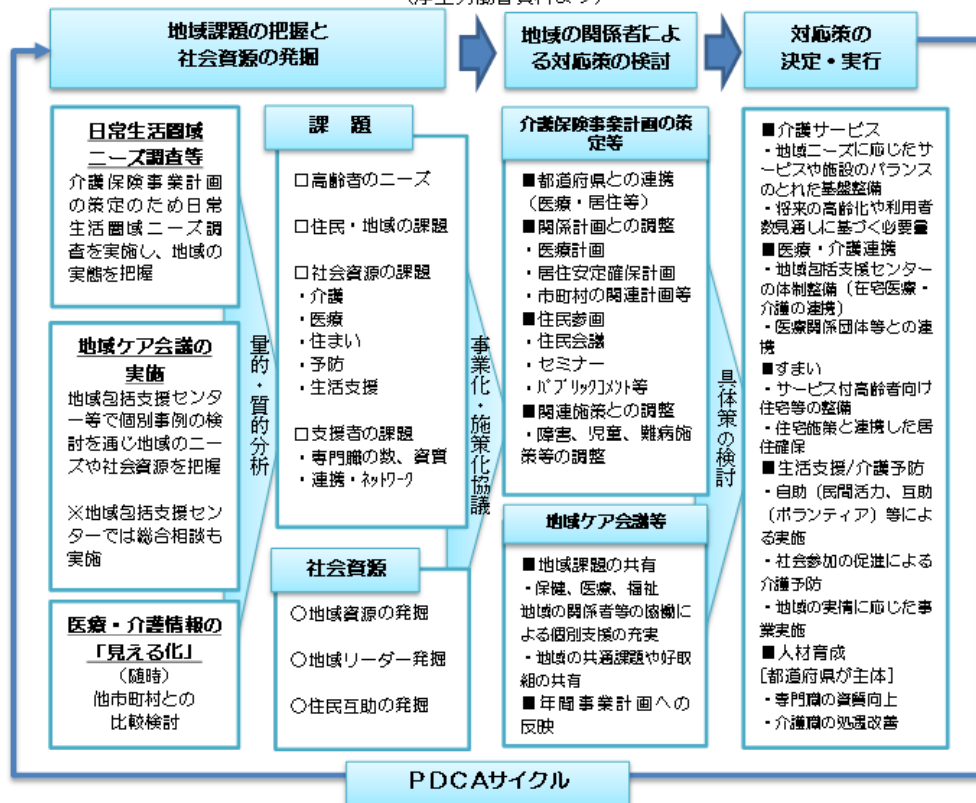 (厚生労働省資料より)
地域課題の把握と
社会資源の発掘
地域の関係者によ
る対応策の検討
対応策の
決定・実行
日常生活圏域
ニーズ調査等
介護保険事業計画
の策定のため日常
生活圏域ニーズ調
査を実施し、地域の
実態を把握
地域ケア会議の
実施
地域包括支援センタ
ー等で個別事例の検
討を通じ地域のニー
ズや社会資源を把握
※地域包括支援セン
ターでは総合相談も
実施
医療・介護情報の
「見える化」
(随時)
他市町村との
比較検討
量的・質的分析
課 題
□高齢者のニーズ
□住民・地域の課題
□社会資源の課題
・介護
・医療
・住まい
・予防
・生活支援
□支援者の課題
・専門職の数、資質
・連携・ネットワーク
社会資源
○地域資源の発掘
○地域リーダー発掘
○住民互助の発掘
事業化・施策化協議
介護保険事業計画の策
定等
■都道府県との連携
(医療・居住等)
■関係計画との調整
・医療計画
・居住安定確保計画
・市町村の関連計画等
■住民参画
・住民会議
・セミナー
・パブリックコメント等
■関連施策との調整
・障害、児童、難病施
策等の調整
地域ケア会議等
■地域課題の共有
・保健、医療、福祉
地域の関係者等の協働
による個別支援の充実
・地域の共通課題や好取
組の共有
■年間事業計画への
反映
具体策の検討
■介護サービス
・地域ニーズに応じたサ
ービスや施設のバランス
のとれた基盤整備
・将来の高齢化や利用者
数見通しに基づく必要量
■医療・介護連携
・地域包括支援センター
の体制整備(在宅医療・
介護の連携)
・医療関係団体等との連
携
■すまい
・サービス付高齢者向け
住宅等の整備
・住宅施策と連携した居
住確保
■生活支援/介護予防
・自助(民間活力、互助
(ボランティア)等によ
る実施
・社会参加の促進による
介護予防
・地域の実情に応じた事
業実施
■人材育成
[都道府県が主体]
・専門職の資質向上
・介護職の処遇改善
PDCAサイクル